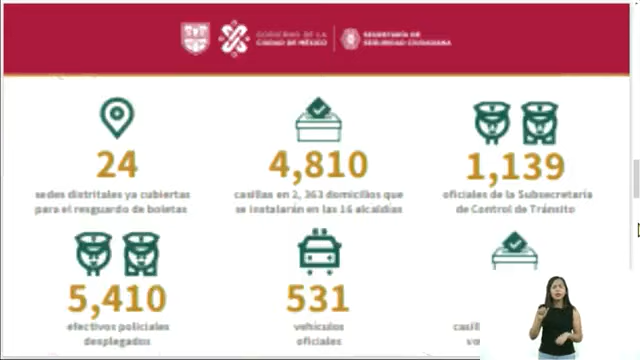 GOBIERNO DE LA
CIUDAD DE MÉXICO
SECRETARÍA DE
SEGURIDAD CIUDADANA
24
sedes distritales ya cubiertas
para el resguardo de boletas
4,810
casillas en 2, 363 domicilios que
se instalarán en las 16 alcaldías
1,139
oficiales de la Subsecretaría
de Control de Tránsito
5,410
efectivos policiales
desplegados
531
vehículos
oficiales